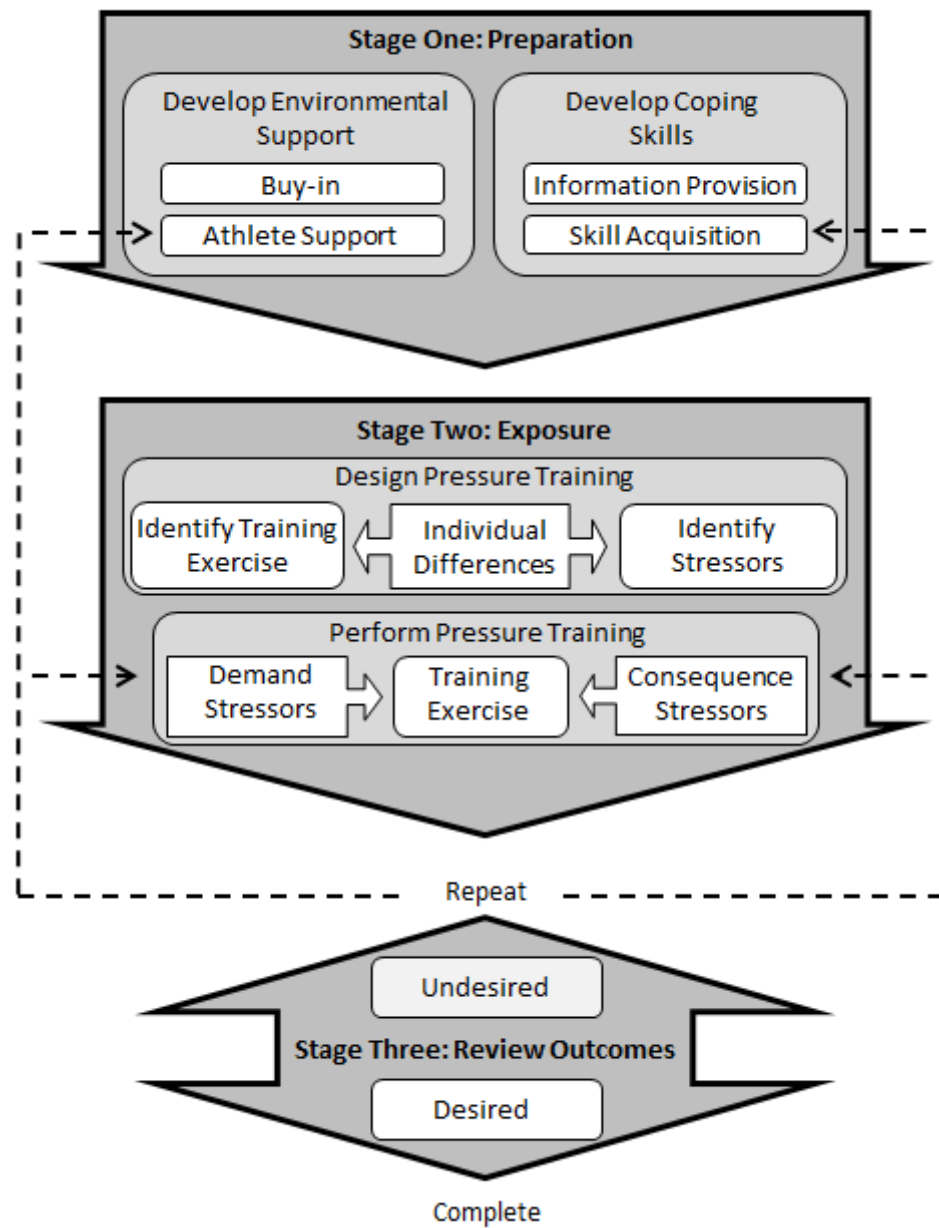 Stage One: Preparation
Develop Environmental
Support
Buy-in
Athlete Support
Develop Coping
Skills
Information Provision
Skill Acquisition
Stage Two: Exposure
Design Pressure Training
Identify Training
Exercise
Individual
Differences
Identify
Stressors
Perform Pressure Training
Demand
Stressors
Training
Exercise
Consequence
Stressors
Repeat
Undesired
Stage Three: Review Outcomes
Desired
Complete